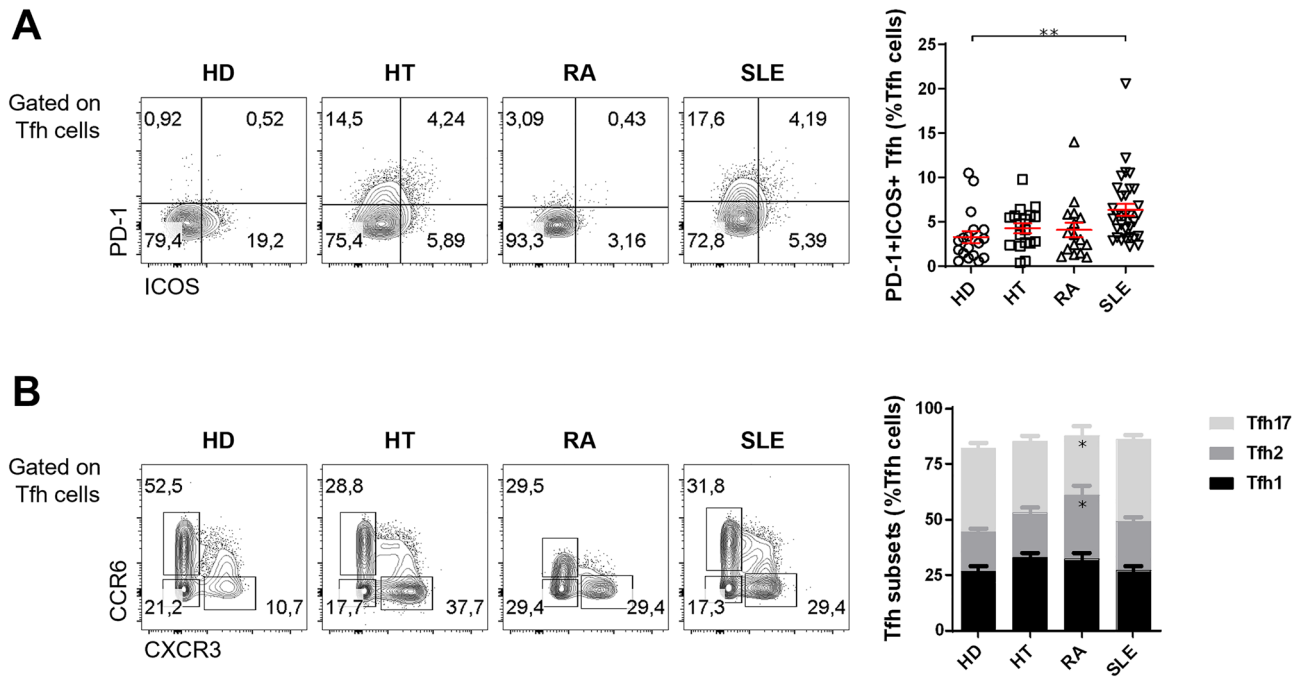 A
HD HT RA SLE
Gated on
Tfh cells
0,92 0,52
14,5 4,24
3,09 0,43
17,6 4,19
79,4 19,2
75,4 5,89
93,3 3,16
72,8 5,39
PD-1
ICOS
PD-1+ICOS+ Tfh (%Tfh cells)
**
25
20
15
10
5
0
HD HT RA SLE
B
HD HT RA SLE
Gated on
Tfh cells
52,5
28,8
29,5
31,8
21,2 10,7
17,7 37,7
29,4 29,4
17,3 29,4
CCR6
CXCR3
Tfh subsets (%Tfh cells)
100
75
50
25
0
*
*
HD HT RA SLE
Tfh17
Tfh2
Tfh1